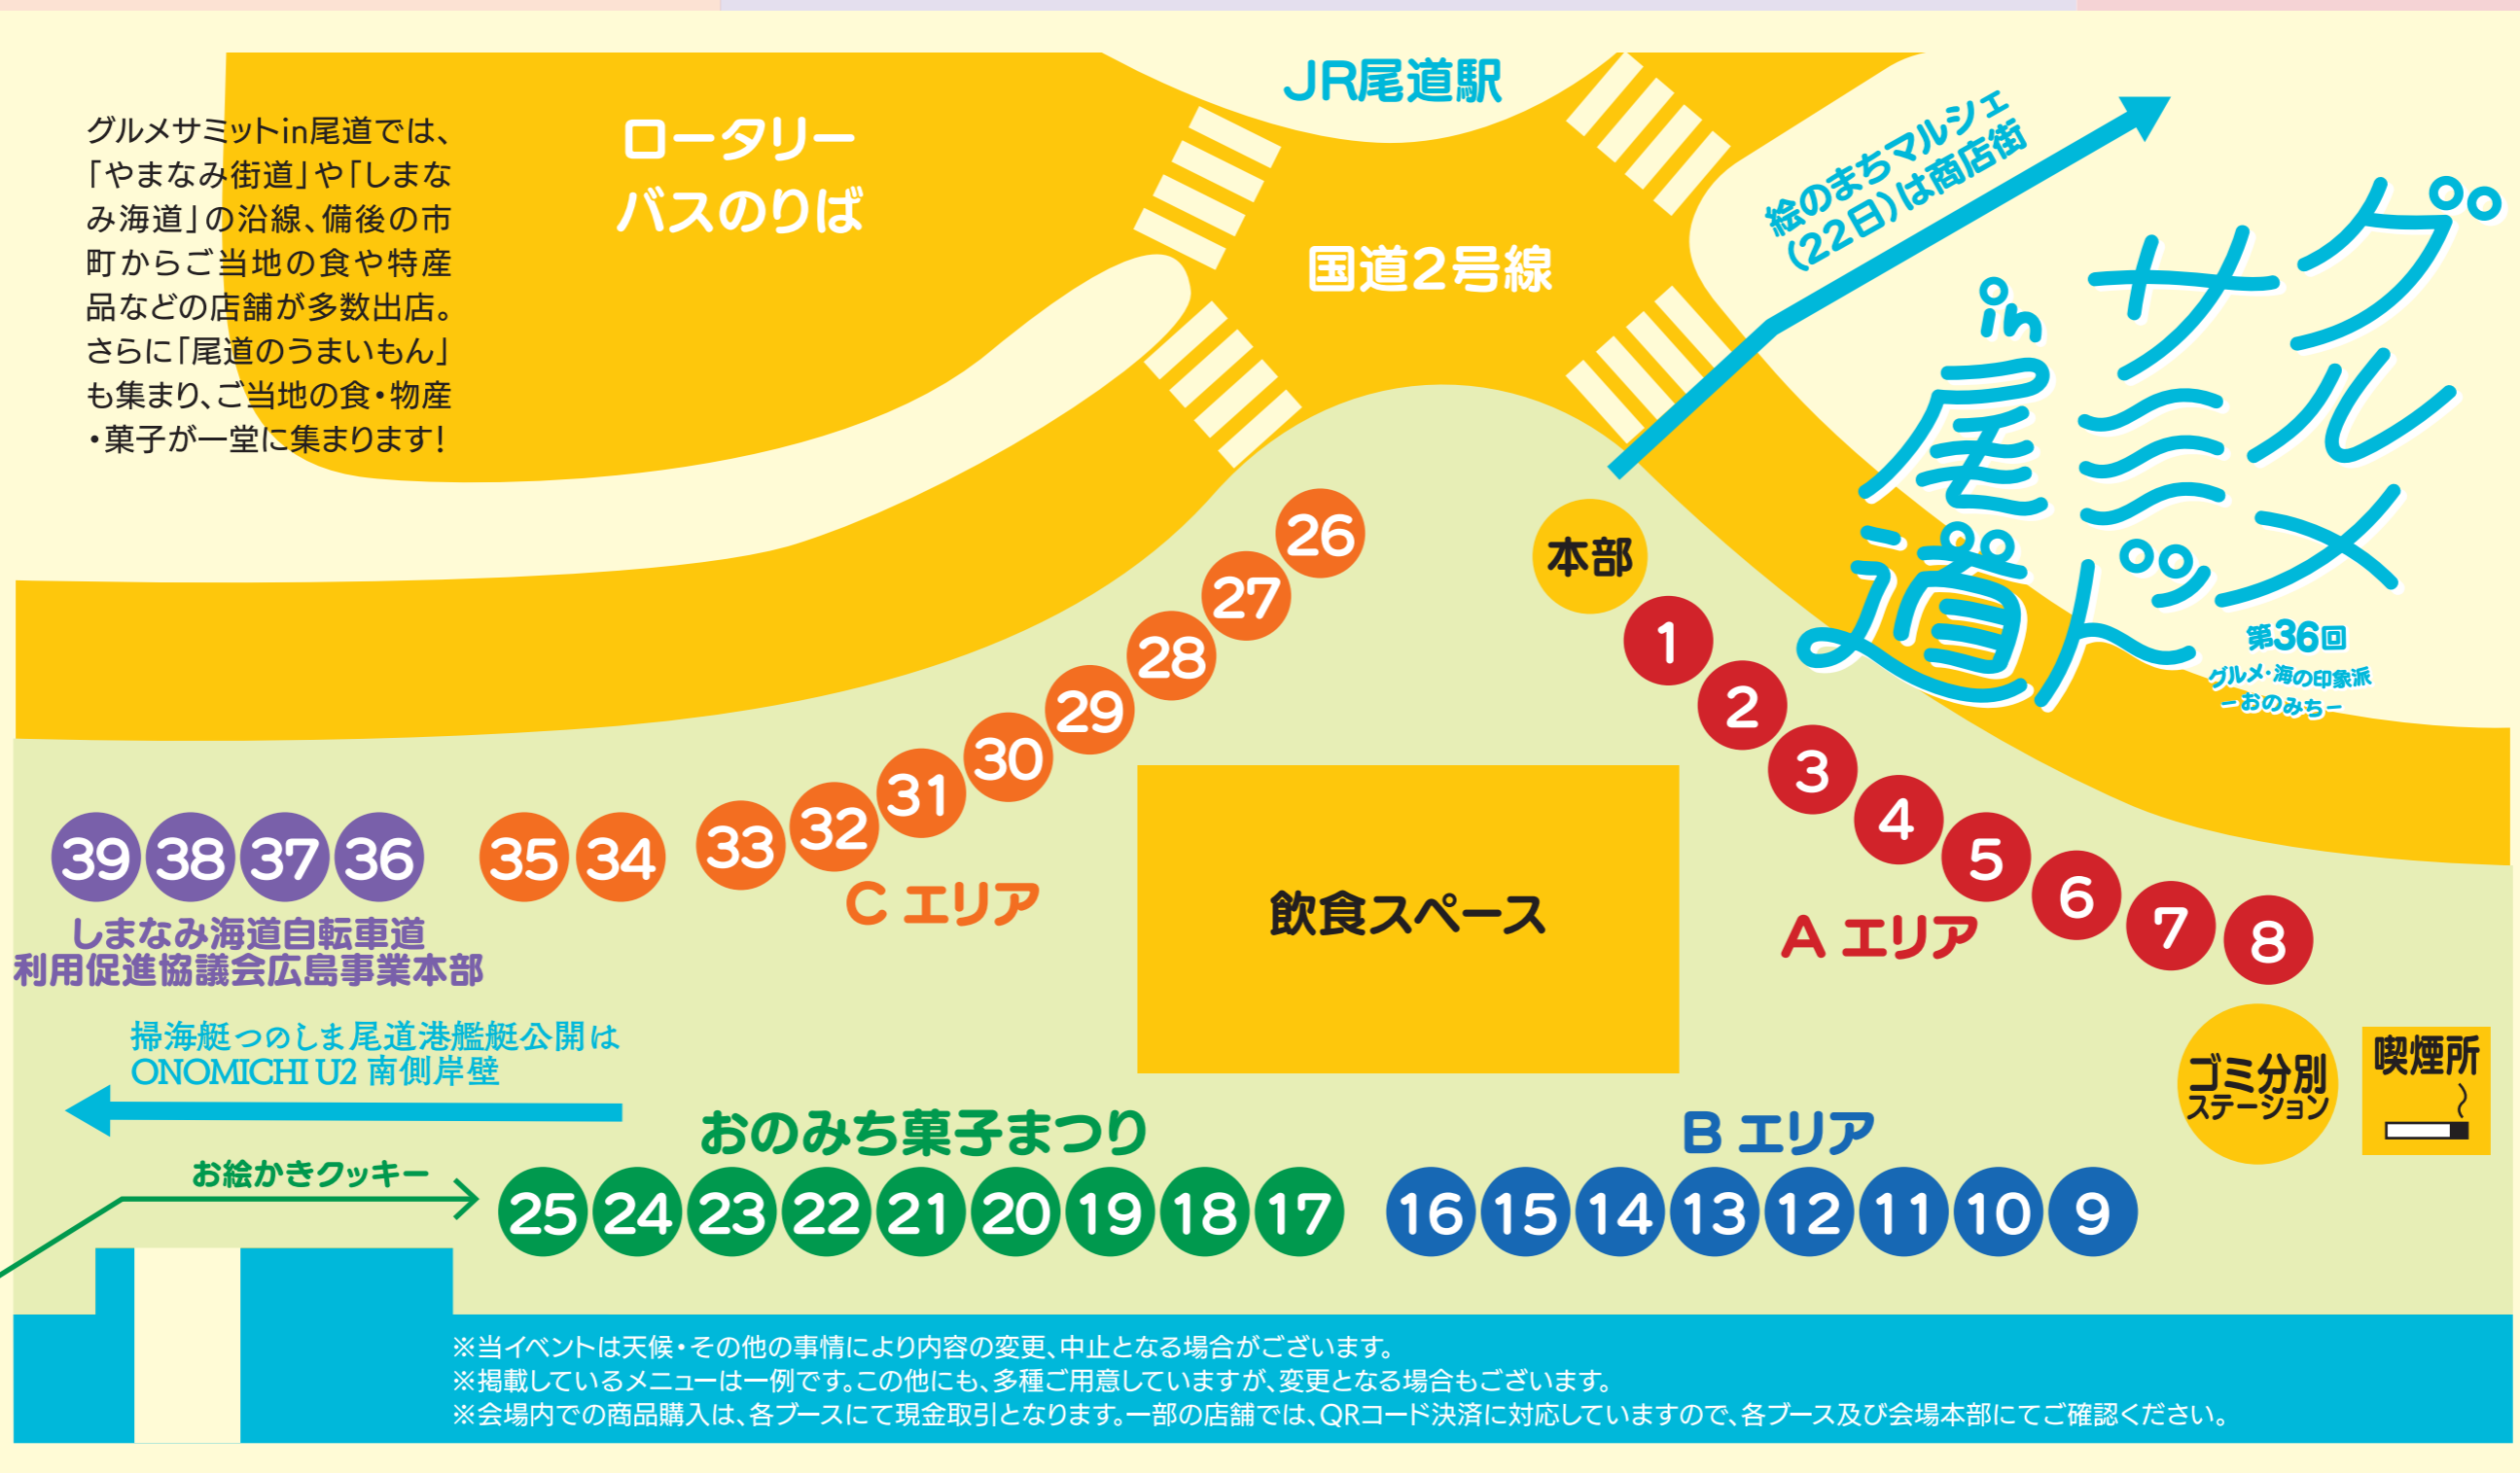 グルメサミットin尾道では、
「やまなみ街道」や「しまな
み海道」の沿線、備後の市
町からご当地の食や特産
品などの店舗が多数出店。
さらに「尾道のうまいもん」
も集まり、ご当地の食・物産
・菓子が一堂に集まります!
ロータリー
バスのりば
JR尾道駅
国道2号線
絵のまちマルシェ
(22日)は商店街
グルメ
サミット
in
尾道
第36回
グルメ・海の印象派
－おのみち－
本部
26
27
28
29
30
31
32
33
34
35
C エリア
39 38 37 36
しまなみ海道自転車道
利用促進協議会広島事業本部
1
2
3
4
5
6
7
8
A エリア
飲食スペース
掃海艇つのしま尾道港艦艇公開は
ONOMICHI U2 南側岸壁
ゴミ分別
ステーション
喫煙所
おのみち菓子まつり
B エリア
お絵かきクッキー
25 24 23 22 21 20 19 18 17
16 15 14 13 12 11 10 9
※当イベントは天候・その他の事情により内容の変更、中止となる場合がございます。
※掲載しているメニューは一例です。この他にも、多種ご用意していますが、変更となる場合もございます。
※会場内での商品購入は、各ブースにて現金取引となります。一部の店舗では、QRコード決済に対応していますので、各ブース及び会場本部にてご確認ください。